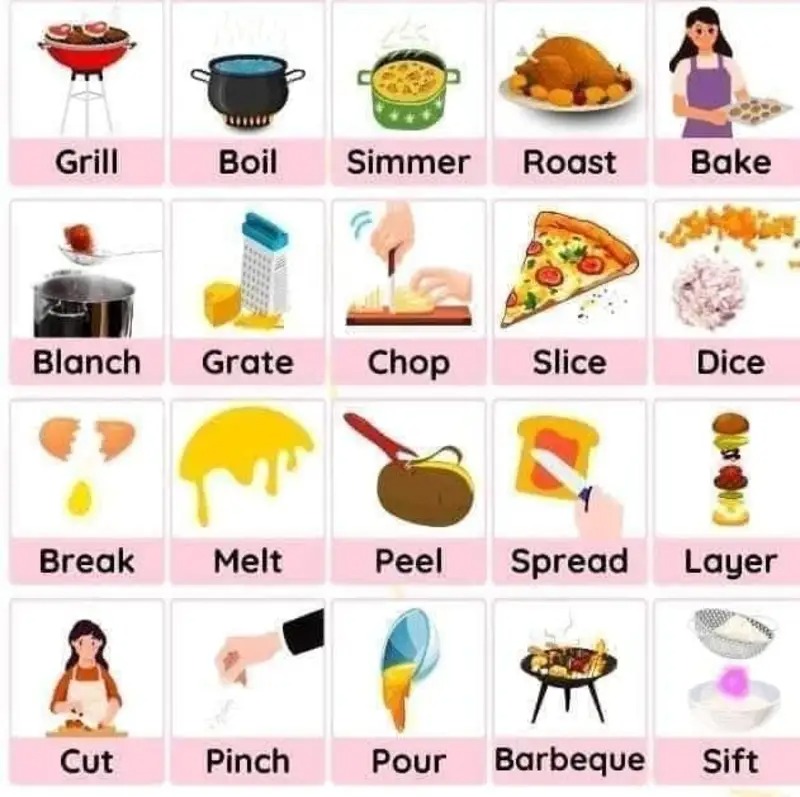 Grill Boil Simmer Roast Bake
Blanch Grate Chop Slice Dice
Break Melt Peel Spread Layer
Cut Pinch Pour Barbeque Sift